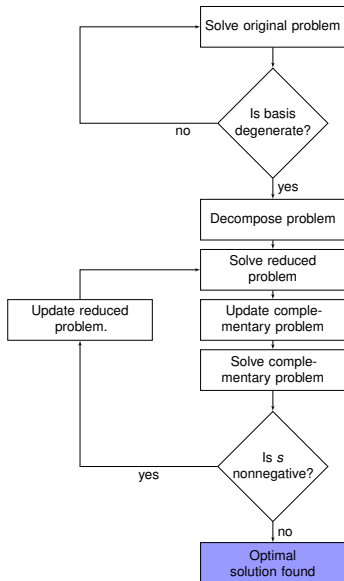 Solve original problem
Is basis
degenerate?
no
yes
Decompose problem
Solve reduced
problem
Update reduced
problem.
Update comple-
mentary problem
Solve comple-
mentary problem
Is s
nonnegative?
yes
no
Optimal
solution found